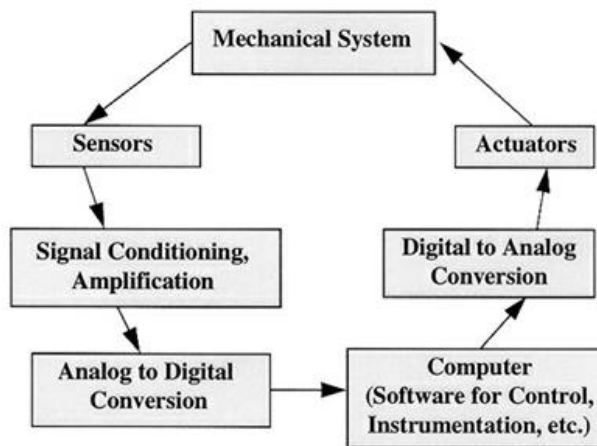 Mechanical System
Sensors
Actuators
Signal Conditioning,
Amplification
Digital to Analog
Conversion
Analog to Digital
Conversion
Computer
(Software for Control,
Instrumentation, etc.)